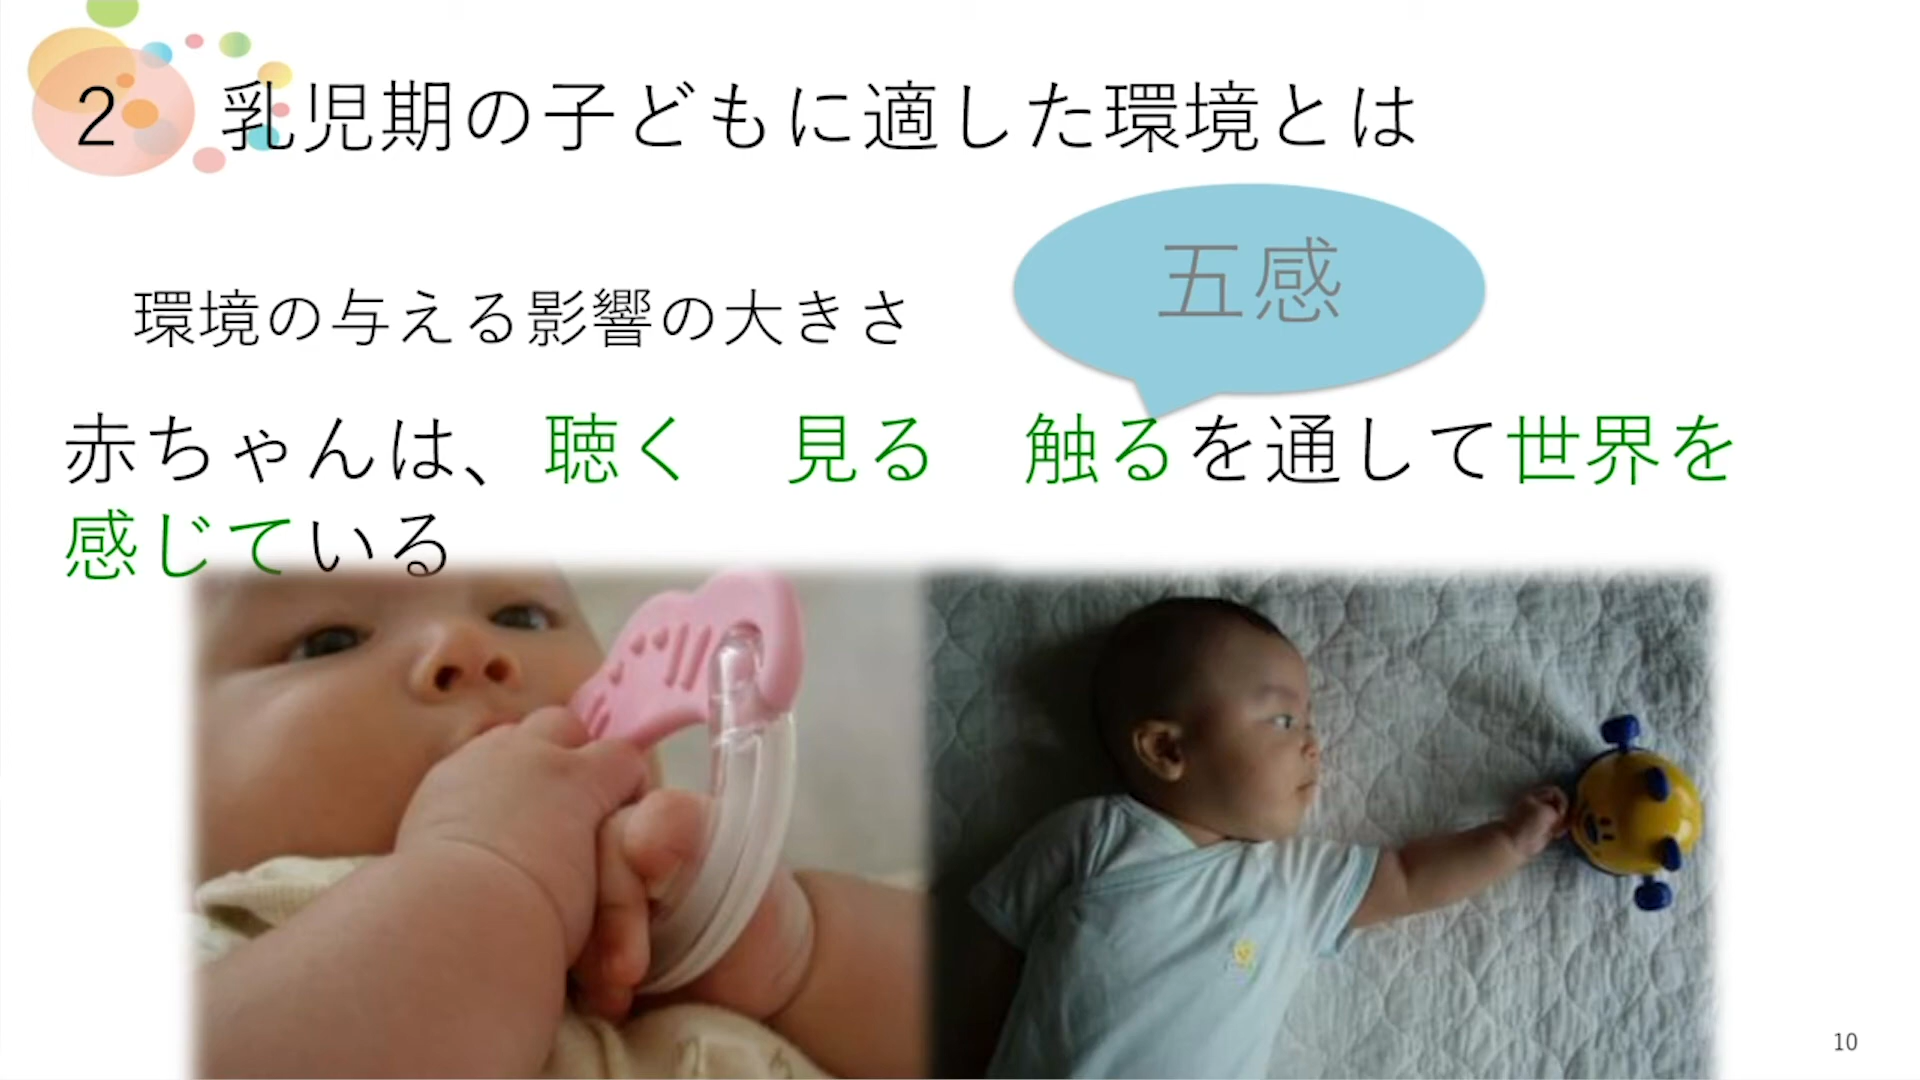 2　乳児期の子どもに適した環境とは
五感
環境の与える影響の大きさ
赤ちゃんは、聴く　見る　触るを通して世界を
感じている
10